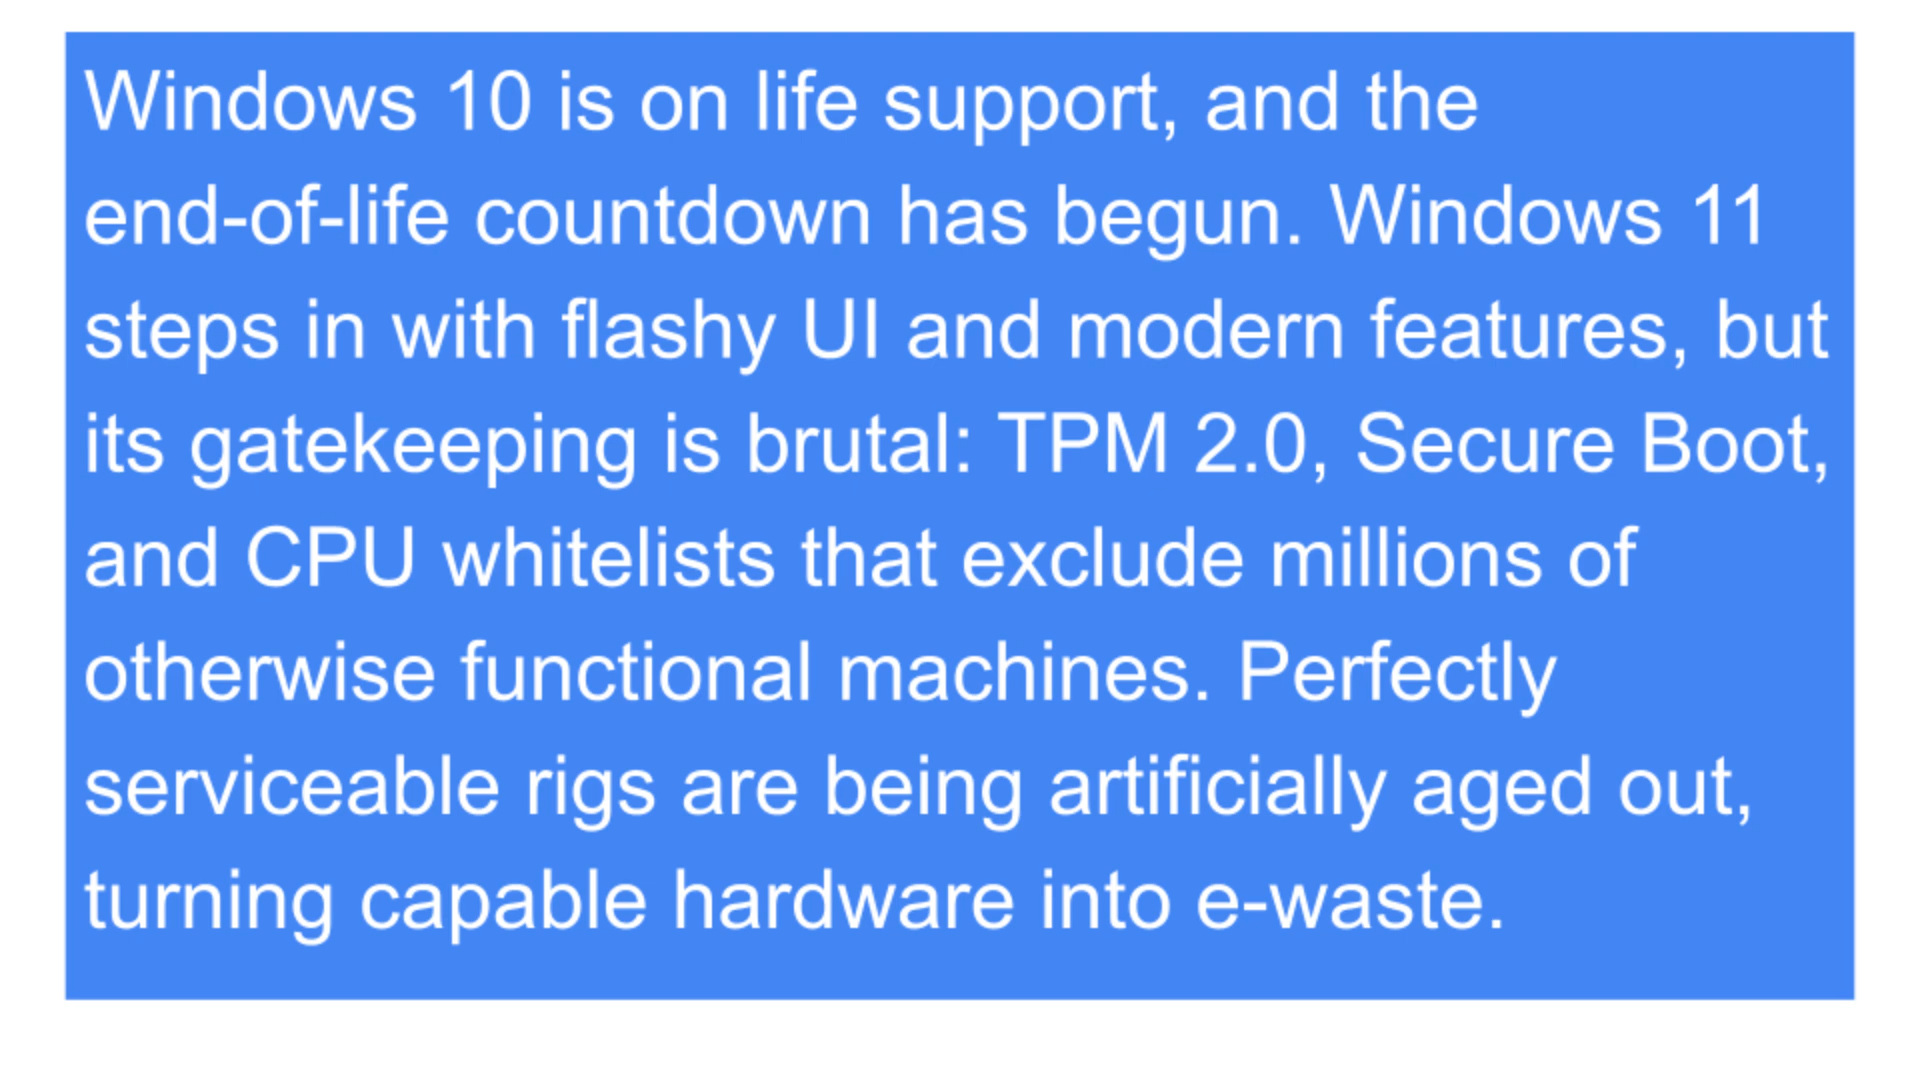 Windows 10 is on life support, and the
end-of-life countdown has begun. Windows 11
steps in with flashy UI and modern features, but
its gatekeeping is brutal: TPM 2.0, Secure Boot,
and CPU whitelists that exclude millions of
otherwise functional machines. Perfectly
serviceable rigs are being artificially aged out,
turning capable hardware into e-waste.